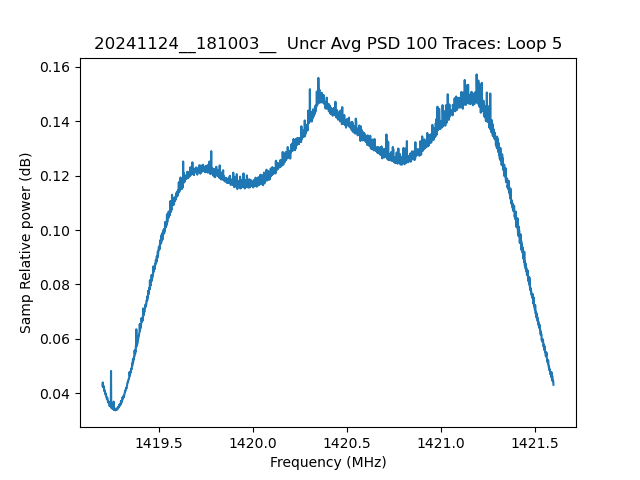 20241124__181003__  Uncr Avg PSD 100 Traces: Loop 5
0.16
0.14
0.12
0.10
0.08
0.06
0.04
Samp Relative power (dB)
1419.5 1420.0 1420.5 1421.0 1421.5
Frequency (MHz)